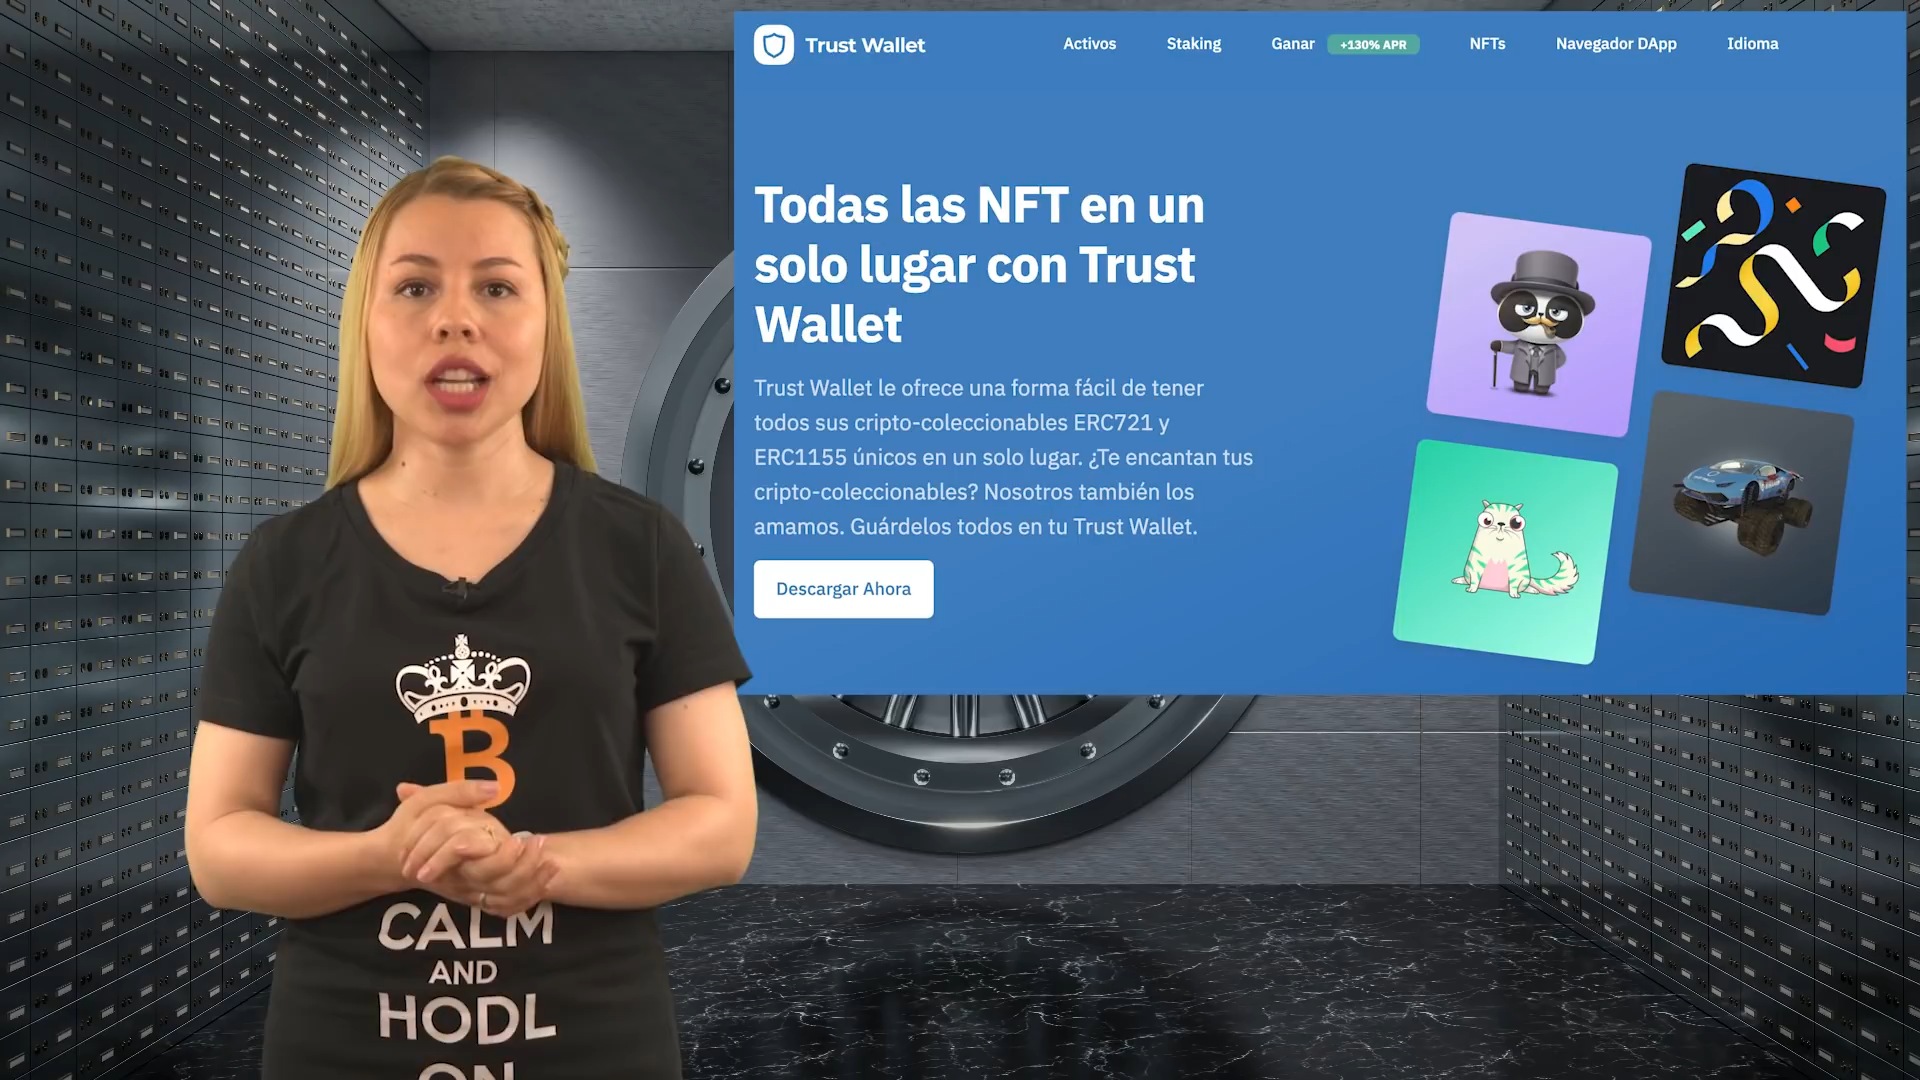 Trust Wallet
Activos Staking Ganar +130% APR NFTs Navegador DApp Idioma
Todas las NFT en un
solo lugar con Trust
Wallet
Trust Wallet le ofrece una forma fácil de tener
todos sus cripto-coleccionables ERC721 y
ERC1155 únicos en un solo lugar. ¿Te encantan tus
cripto-coleccionables? Nosotros también los
amamos. Guárdelos todos en tu Trust Wallet.
Descargar Ahora
B
CALM
AND
HODL
ON